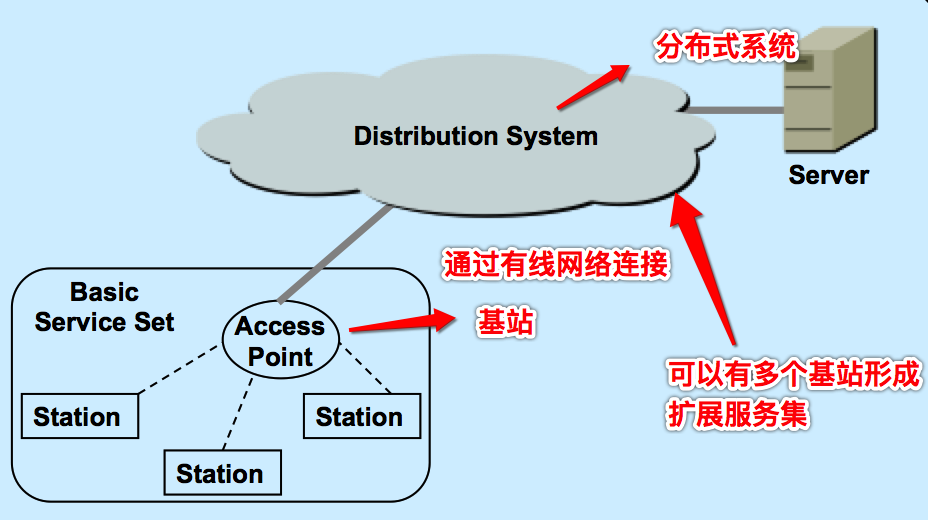 分布式系统
Distribution System
Server
通过有线网络连接
Basic
Service Set
基站
Access
Point
可以有多个基站形成
扩展服务集
Station
Station
Station